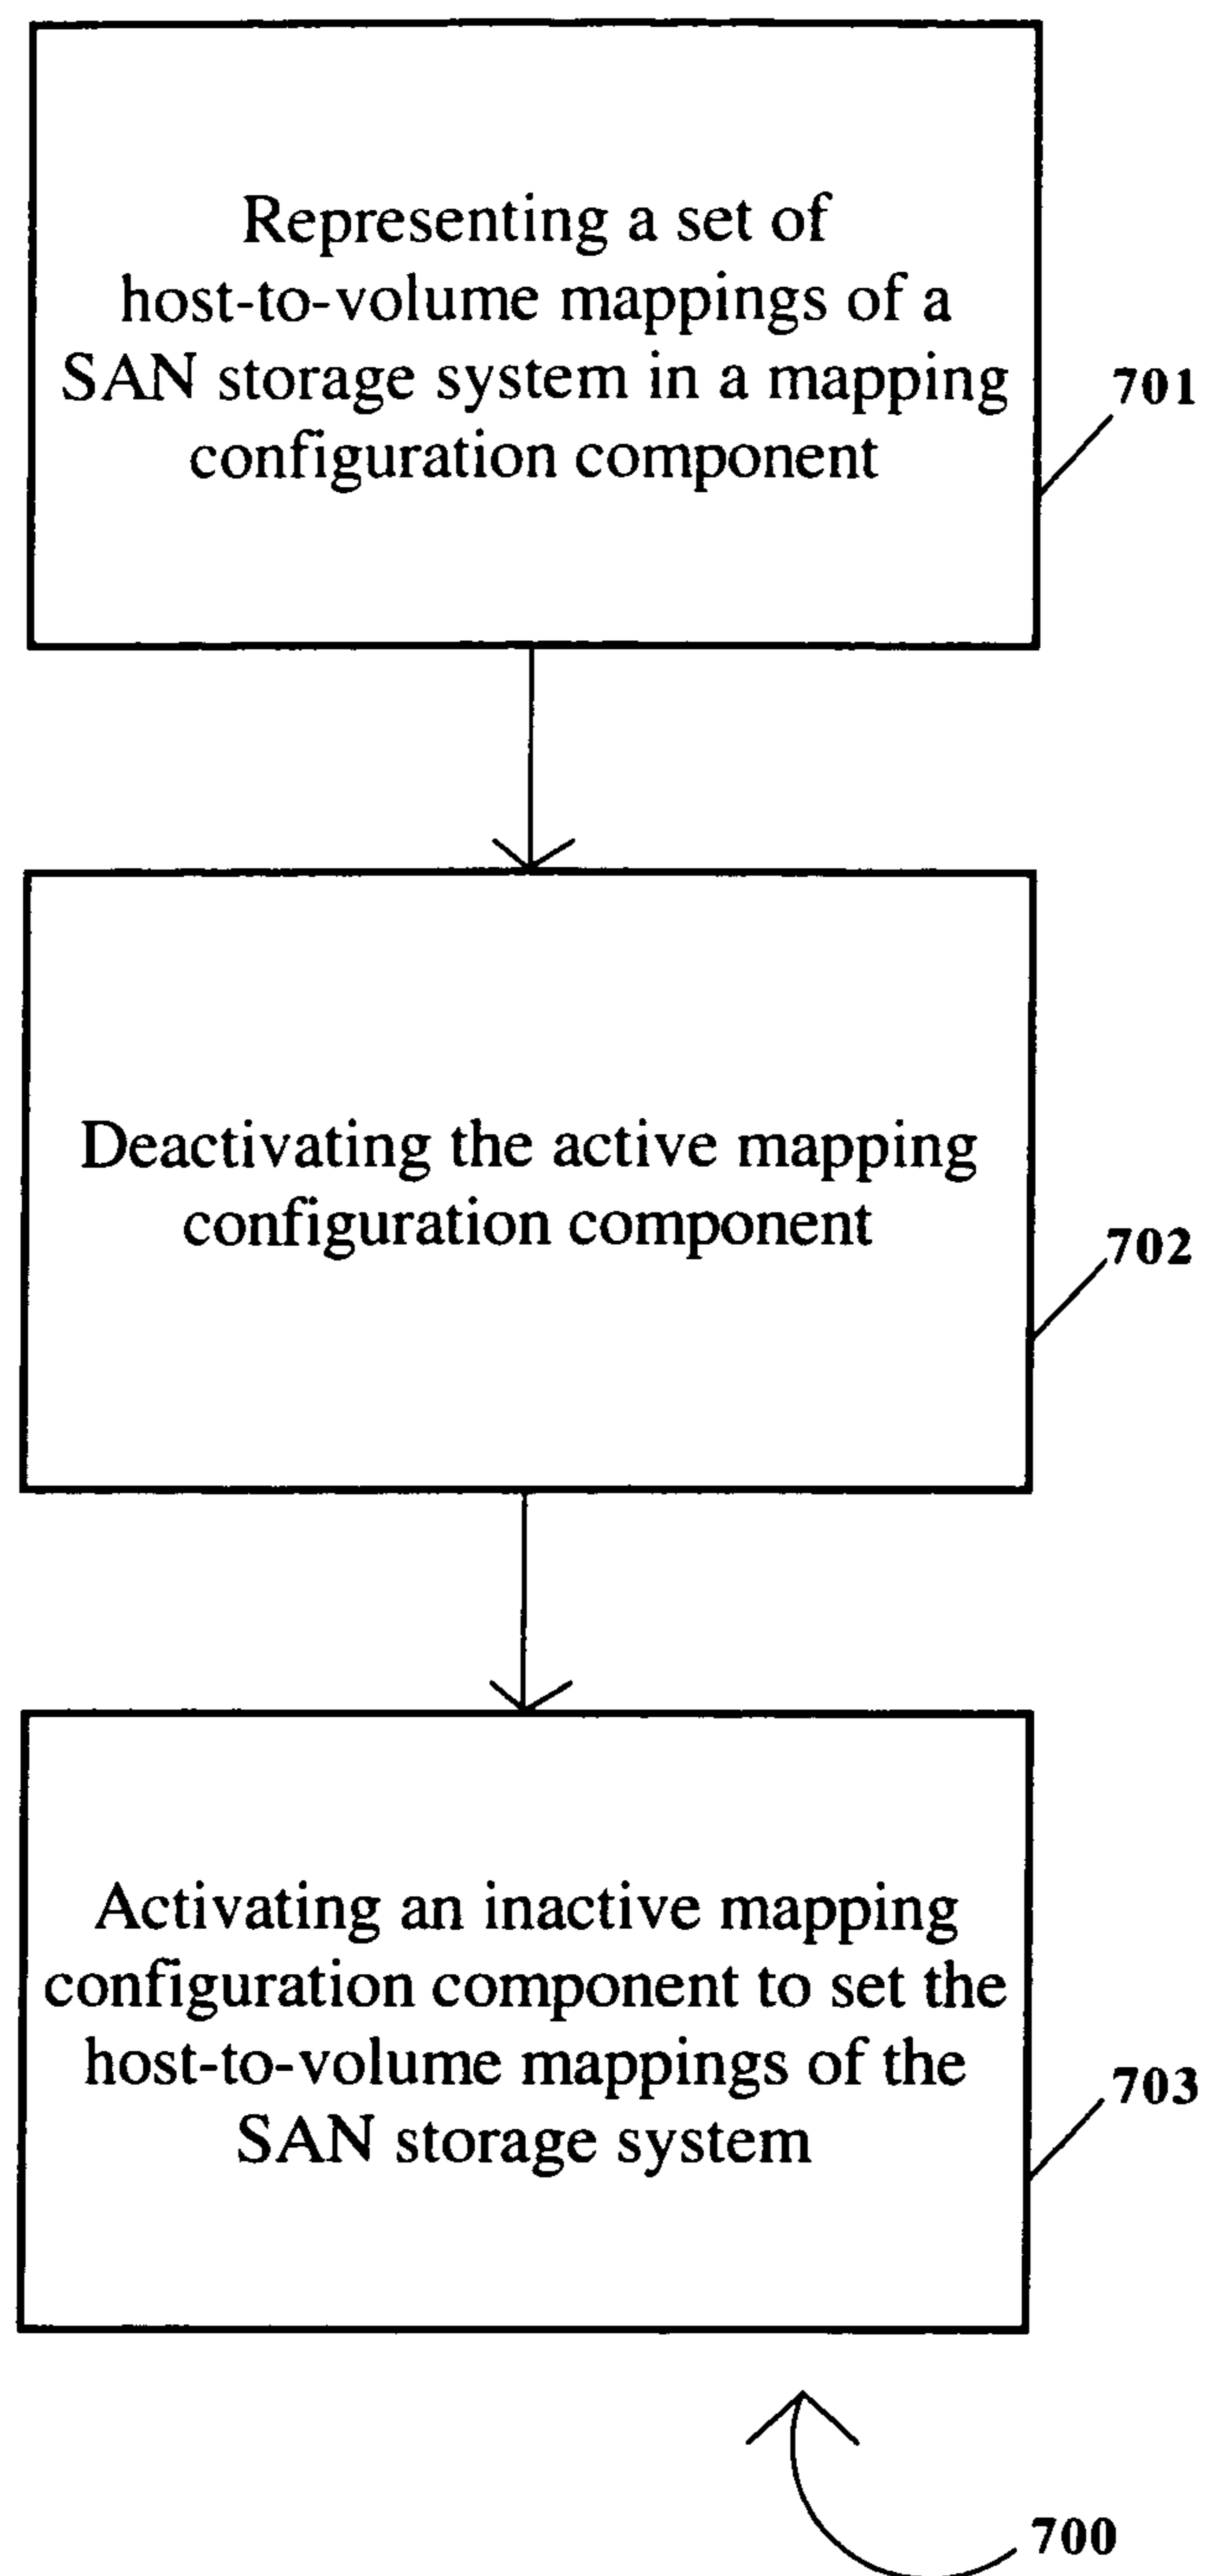 Representing a set of
host-to-volume mappings of a
SAN storage system in a mapping
configuration component
701
Deactivating the active mapping
configuration component
702
Activating an inactive mapping
configuration component to set the
host-to-volume mappings of the
SAN storage system
703
700